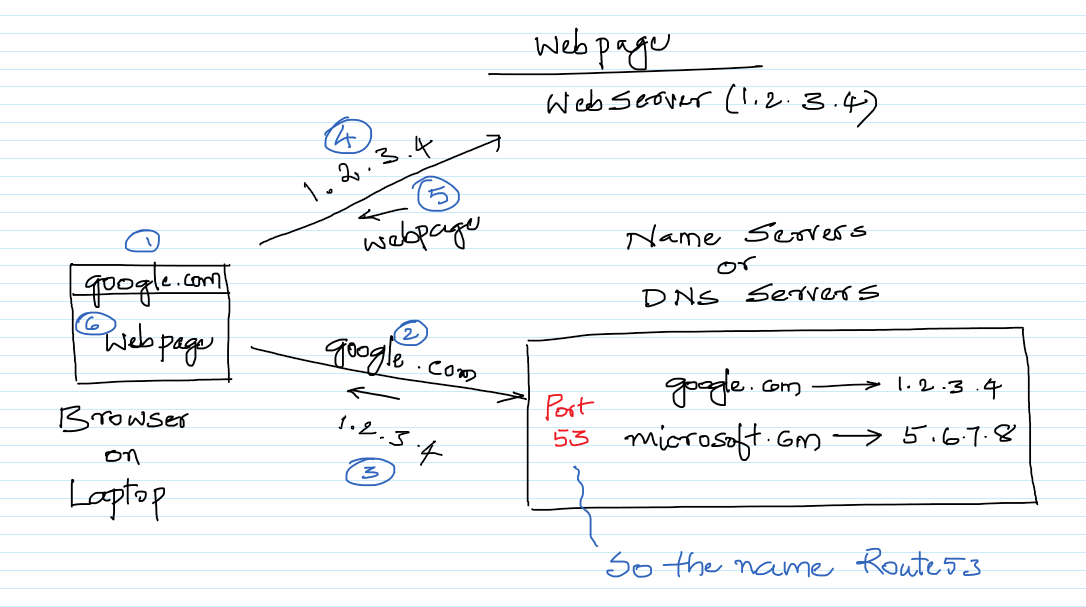 Webpage
Webserver (1.2.3.4)
4
1.2.3.4
5
webpage
1
google.com
6
Webpage
Browser
on
Laptop
2
google.com
1.2.3.4
3
Name Servers
or
DNS Servers
google.com → 1.2.3.4
Port
53
microsoft.com → 5.6.7.8
So the name Route53